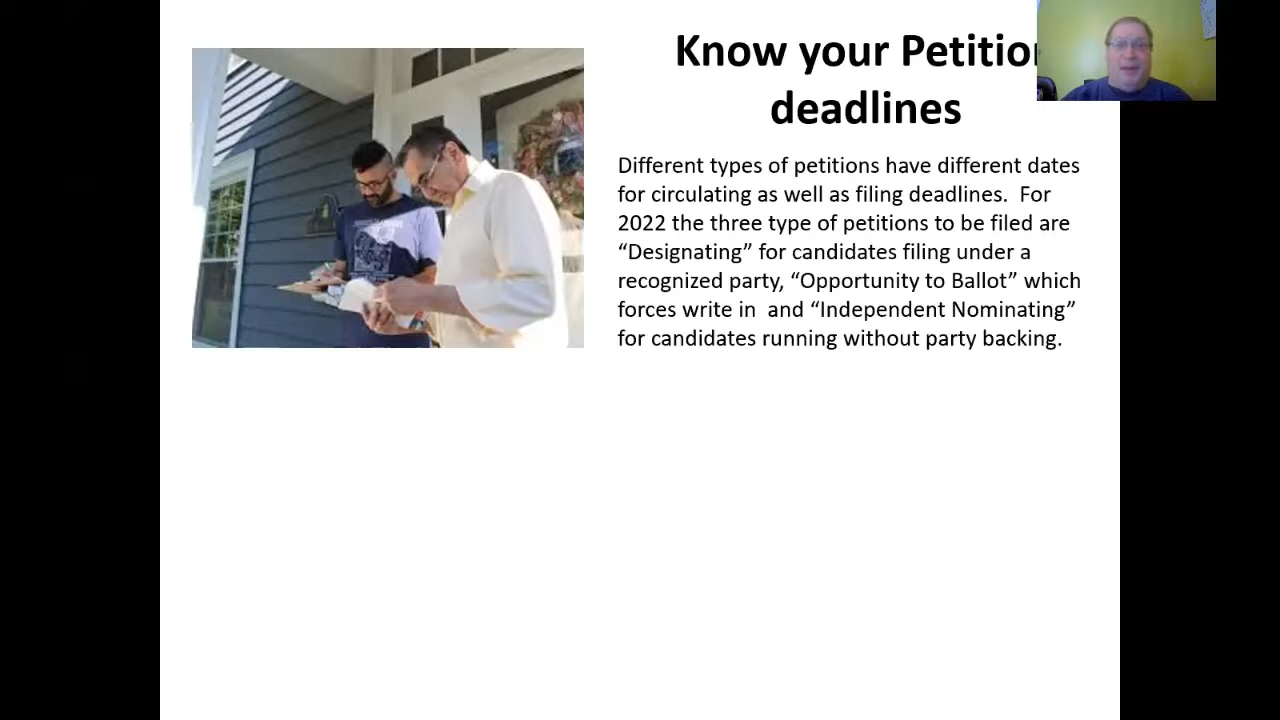 Know your Petition
deadlines
Different types of petitions have different dates
for circulating as well as filing deadlines.  For
2022 the three type of petitions to be filed are
“Designating” for candidates filing under a
recognized party, “Opportunity to Ballot” which
forces write in  and “Independent Nominating”
for candidates running without party backing.